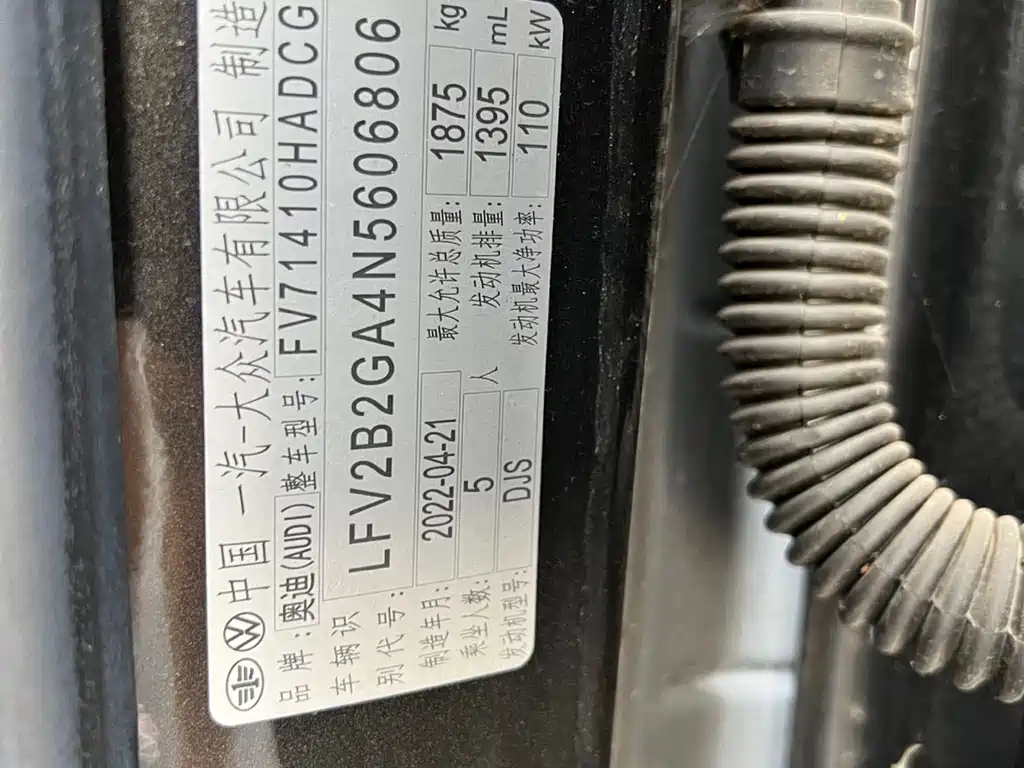 中国 一汽-大众汽车有限公司 制造
品牌: 奥迪(AUDI) 整车型号: FV71410HADCG
车辆识别代号: LFV2B2GA4N5606806
制造年月: 2022-04-21 最大允许总质量: 1875 kg
乘坐人数: 5 人 发动机排量: 1395 mL
发动机型号: DJS 发动机最大净功率: 110 kW